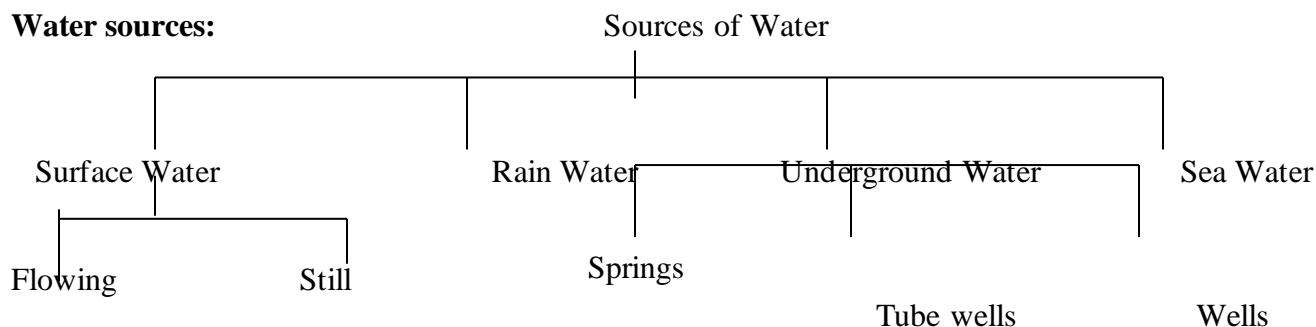 Water sources: Sources of Water
Surface Water Rain Water Underground Water Sea Water
Flowing Still Springs
Tube wells Wells